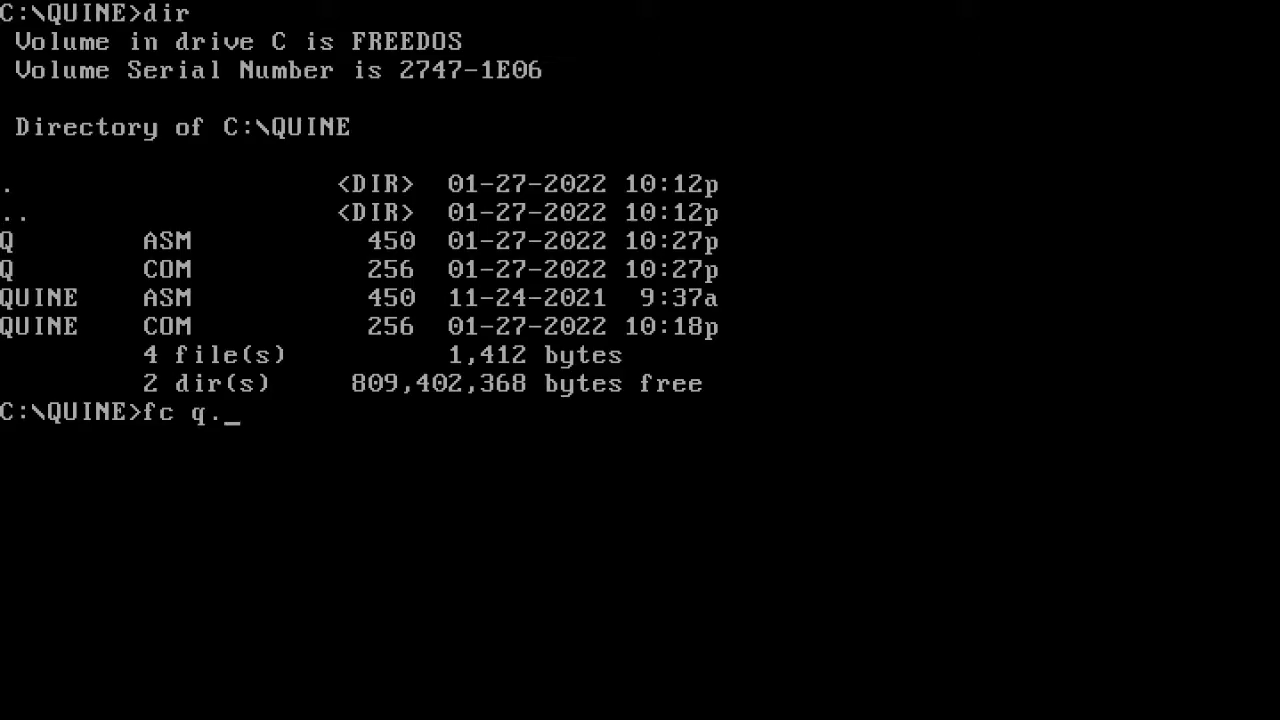 C:\QUINE>dir
 Volume in drive C is FREEDOS
 Volume Serial Number is 2747-1E06

 Directory of C:\QUINE

.                    <DIR>  01-27-2022 10:12p
..                   <DIR>  01-27-2022 10:12p
Q        ASM           450  01-27-2022 10:27p
Q        COM           256  01-27-2022 10:27p
QUINE    ASM           450  11-24-2021  9:37a
QUINE    COM           256  01-27-2022 10:18p
         4 file(s)          1,412 bytes
         2 dir(s)     809,402,368 bytes free
C:\QUINE>fc q._